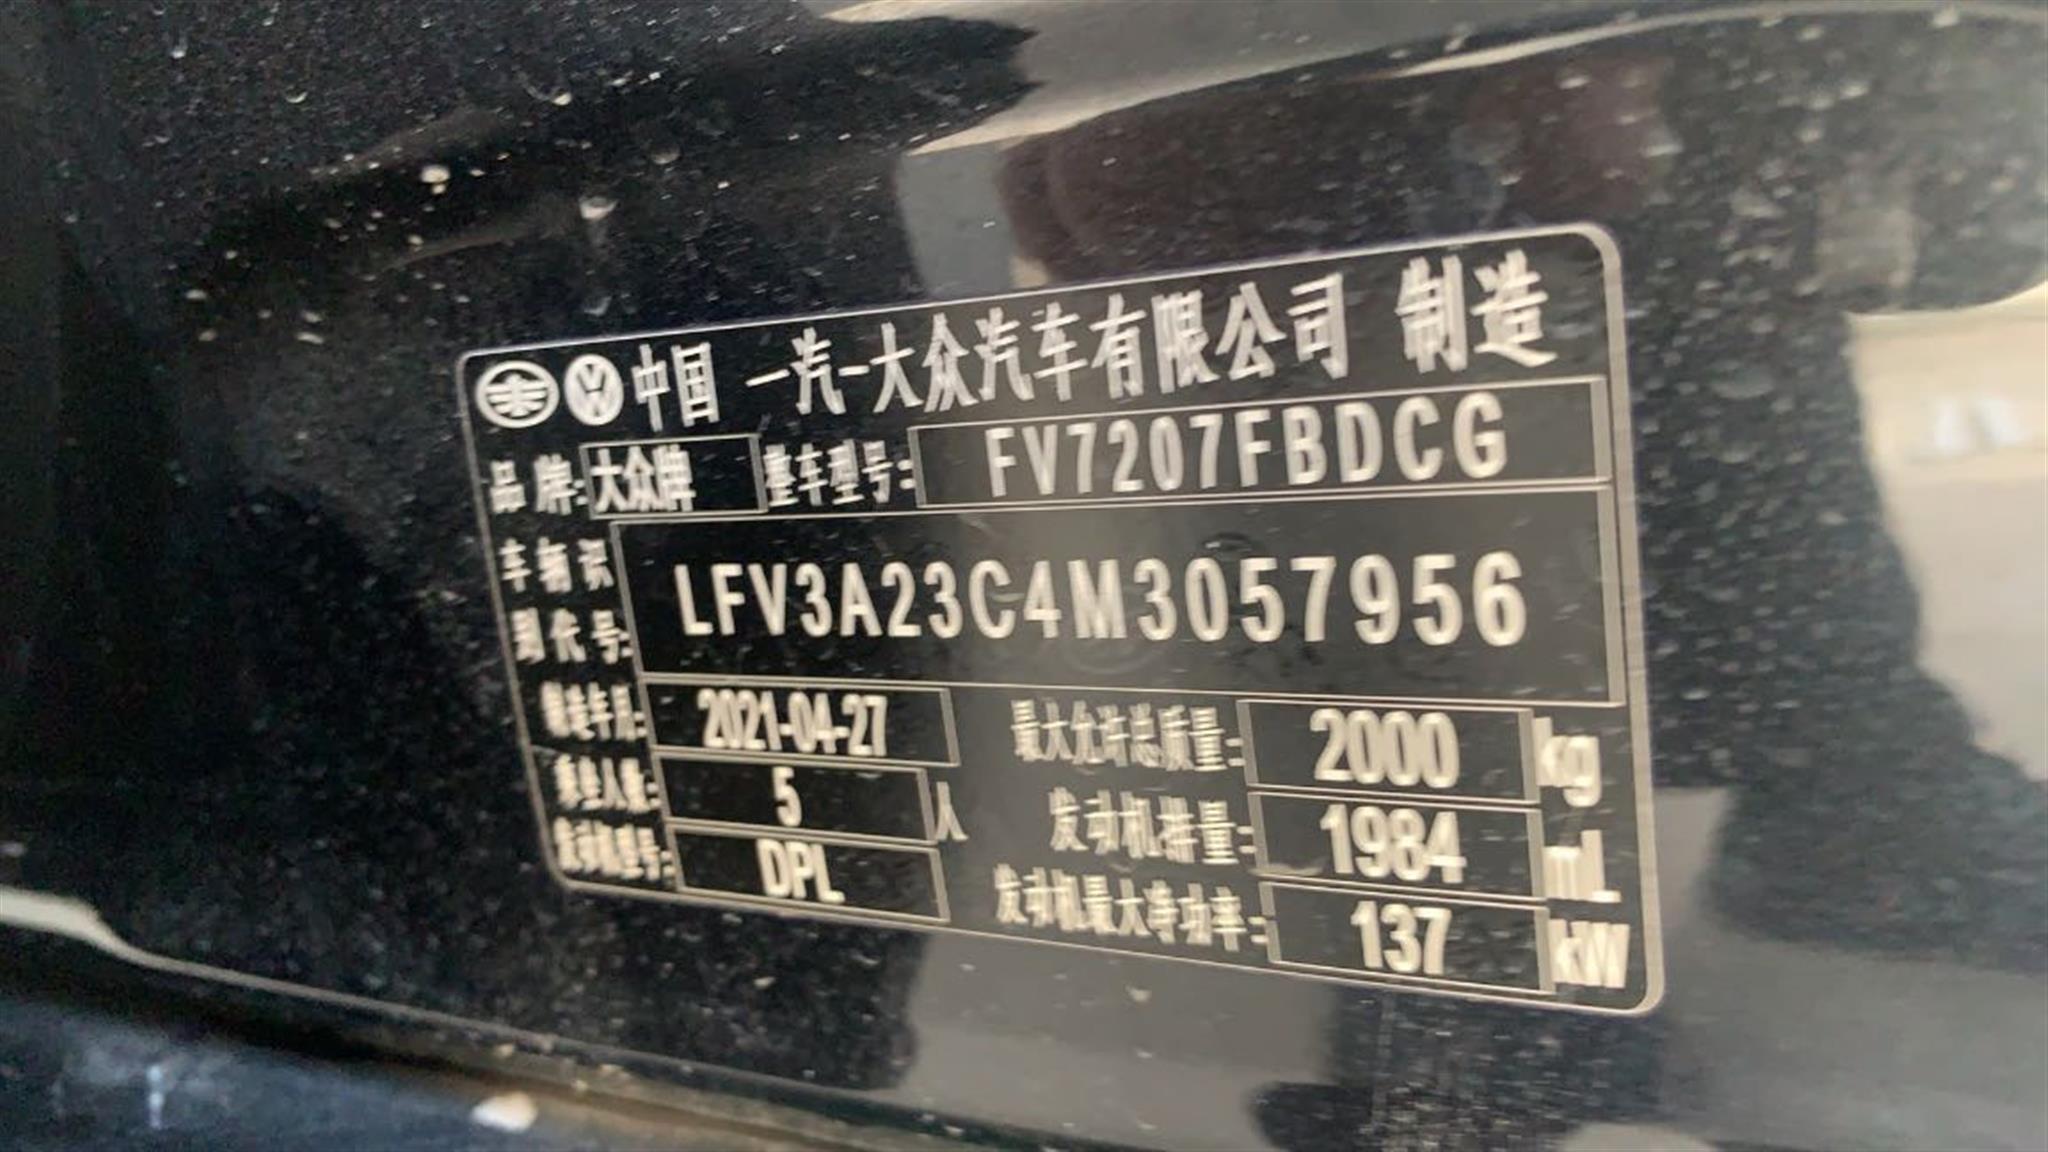 中国 一汽-大众汽车有限公司 制造
品牌: 大众牌 整车型号: FV7207FBDCG
车辆识
别代号: LFV3A23C4M3057956
制造年月: 2021-04-27 最大允许总质量: 2000 kg
乘坐人数: 5 人 发动机排量: 1984 mL
发动机型号: DPL 发动机最大净功率: 137 kW